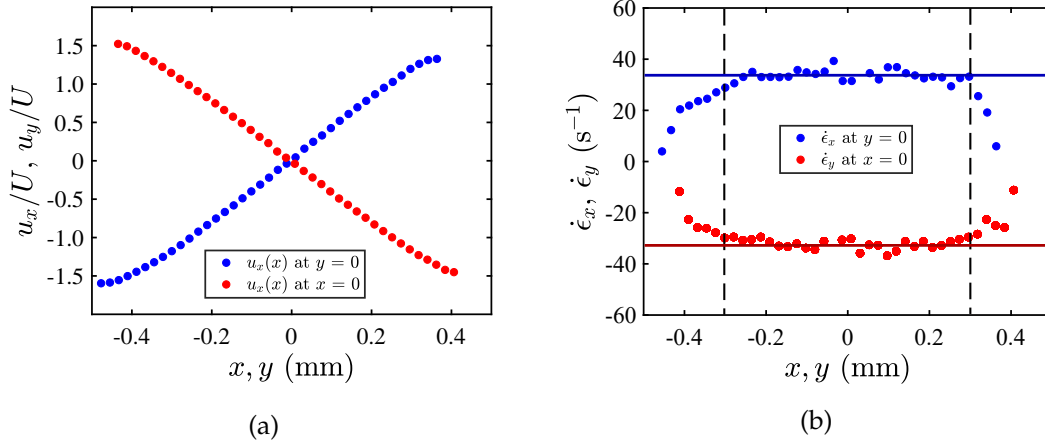 1.5
1.0
0.5
0
-0.5
-1.0
-1.5
u_x/U , u_y/U
u_x(x) at y = 0
u_x(x) at x = 0
-0.4 -0.2 0 0.2 0.4
x, y (mm)
(a)
60
40
20
0
-20
-40
-60
ϵ̇_x, ϵ̇_y (s⁻¹)
ϵ̇_x at y = 0
ϵ̇_y at x = 0
-0.4 -0.2 0 0.2 0.4
x, y (mm)
(b)